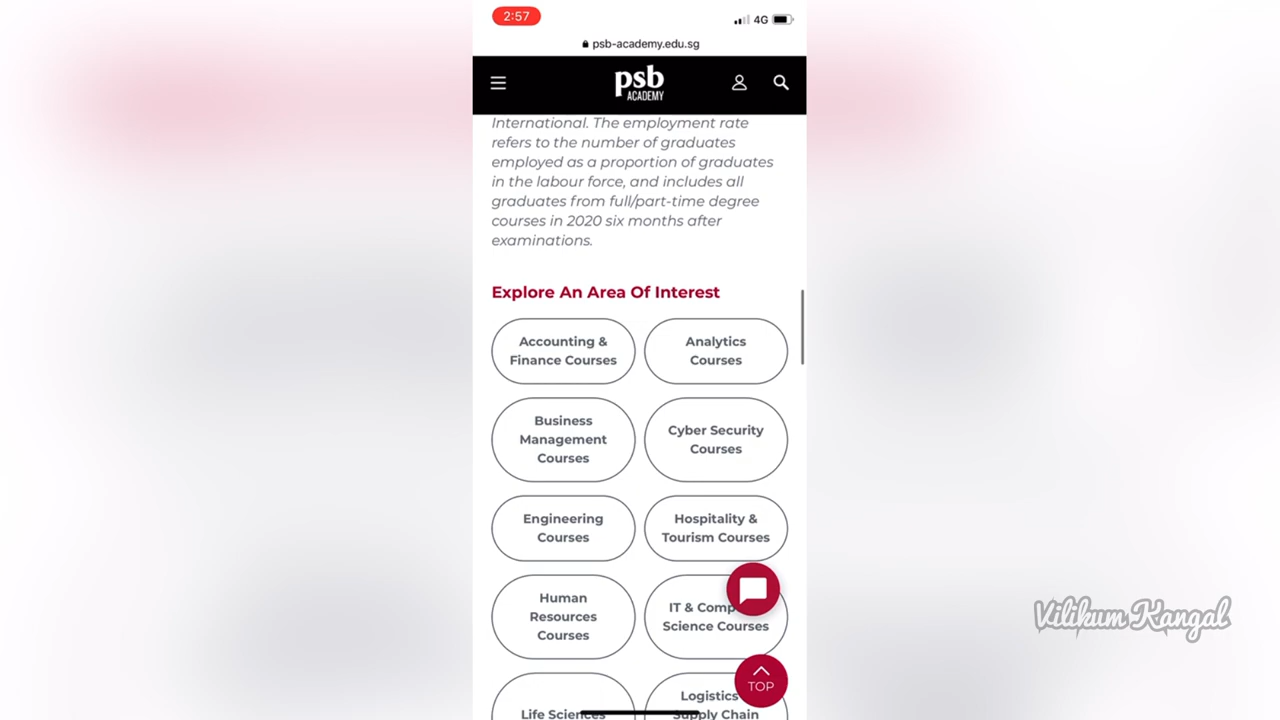 2:57
4G
psb-academy.edu.sg
psb
ACADEMY
International. The employment rate
refers to the number of graduates
employed as a proportion of graduates
in the labour force, and includes all
graduates from full/part-time degree
courses in 2020 six months after
examinations.
Explore An Area Of Interest
Accounting &
Finance Courses
Analytics
Courses
Business
Management
Courses
Cyber Security
Courses
Engineering
Courses
Hospitality &
Tourism Courses
Human
Resources
Courses
IT & Comp
Science Courses
Life Sciences
Logistics
Supply Chain
TOP
Vilikum Kangal